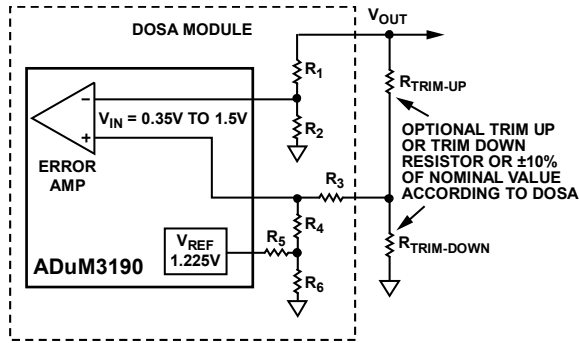 DOSA MODULE
V_OUT
R_1
R_TRIM-UP
−
V_IN = 0.35V TO 1.5V
R_2
+
ERROR
AMP
OPTIONAL TRIM UP
OR TRIM DOWN
RESISTOR OR ±10%
OF NOMINAL VALUE
ACCORDING TO DOSA
R_3
R_4
V_REF
1.225V
R_5
R_TRIM-DOWN
ADuM3190
R_6